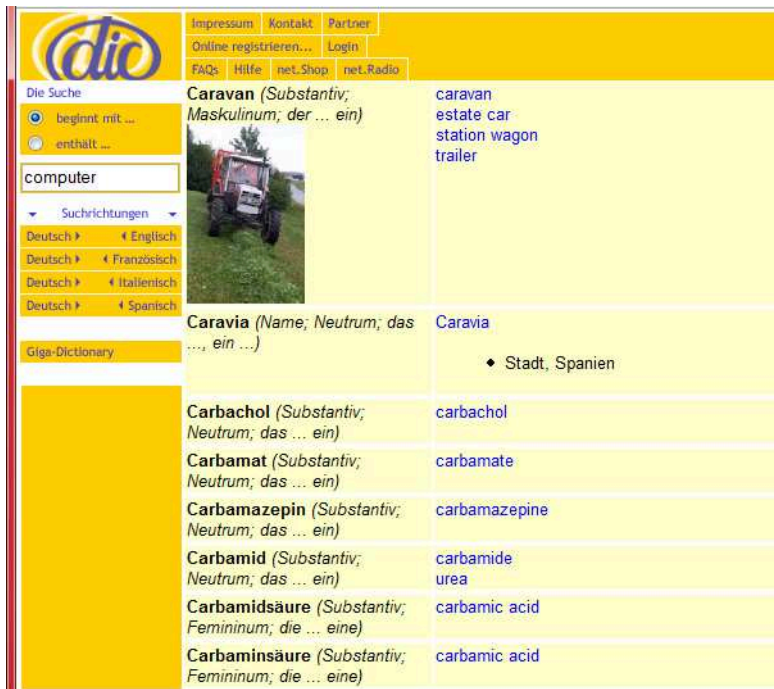 dic
Impressum Kontakt Partner
Online registrieren... Login
FAQs Hilfe net.Shop net.Radio
Die Suche
beginnt mit ...
enthält ...
computer
Suchrichtungen
Deutsch Englisch
Deutsch Französisch
Deutsch Italienisch
Deutsch Spanisch
Giga-Dictionary
Caravan (Substantiv;
Maskulinum; der ... ein)
caravan
estate car
station wagon
trailer
Caravia (Name; Neutrum; das
..., ein ...)
Caravia
Stadt, Spanien
Carbachol (Substantiv;
Neutrum; das ... ein)
carbachol
Carbamat (Substantiv;
Neutrum; das ... ein)
carbamate
Carbamazepin (Substantiv;
Neutrum; das ... ein)
carbamazepine
Carbamid (Substantiv;
Neutrum; das ... ein)
carbamide
urea
Carbamidsäure (Substantiv;
Femininum; die ... eine)
carbamic acid
Carbaminsäure (Substantiv;
Femininum; die ... eine)
carbamic acid